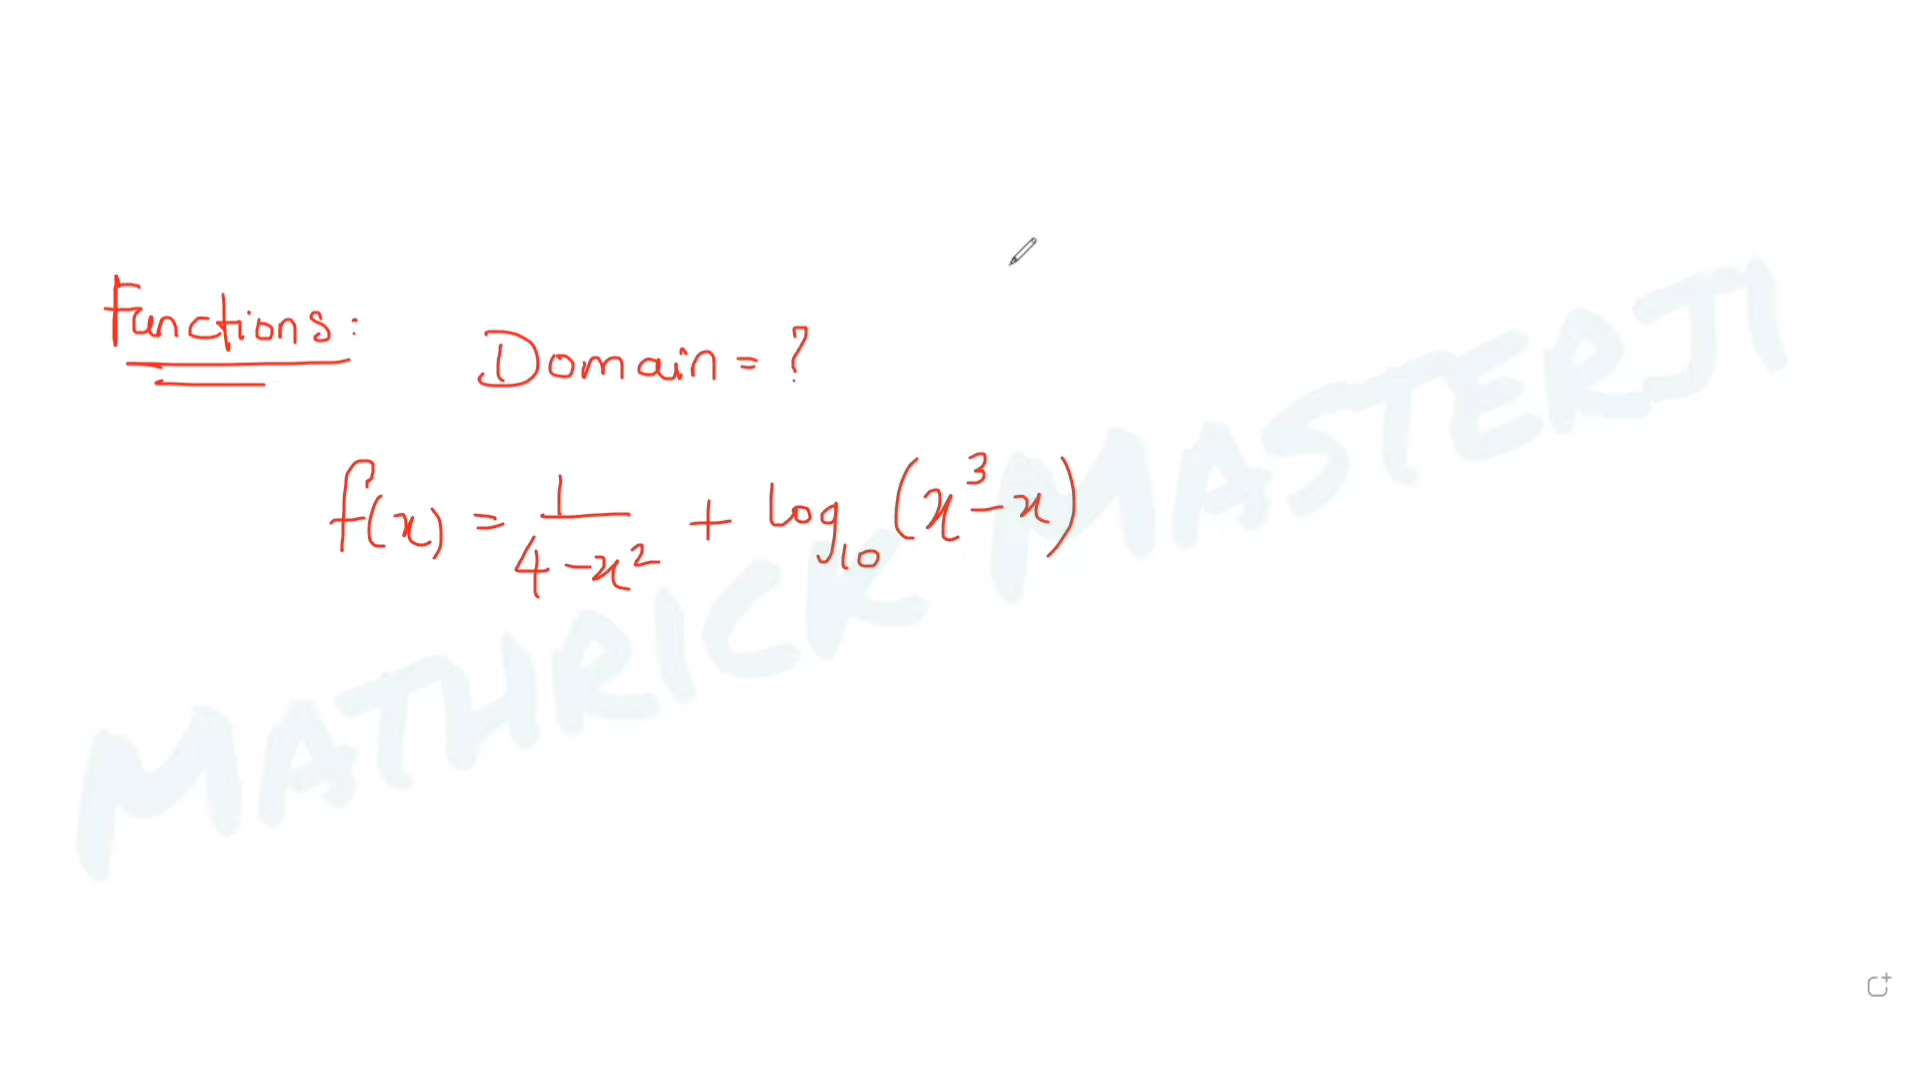 Functions:
Domain = ?
f(x) = 1/(4-x²) + log₁₀(x³-x)
MATHRICK MASTERJI